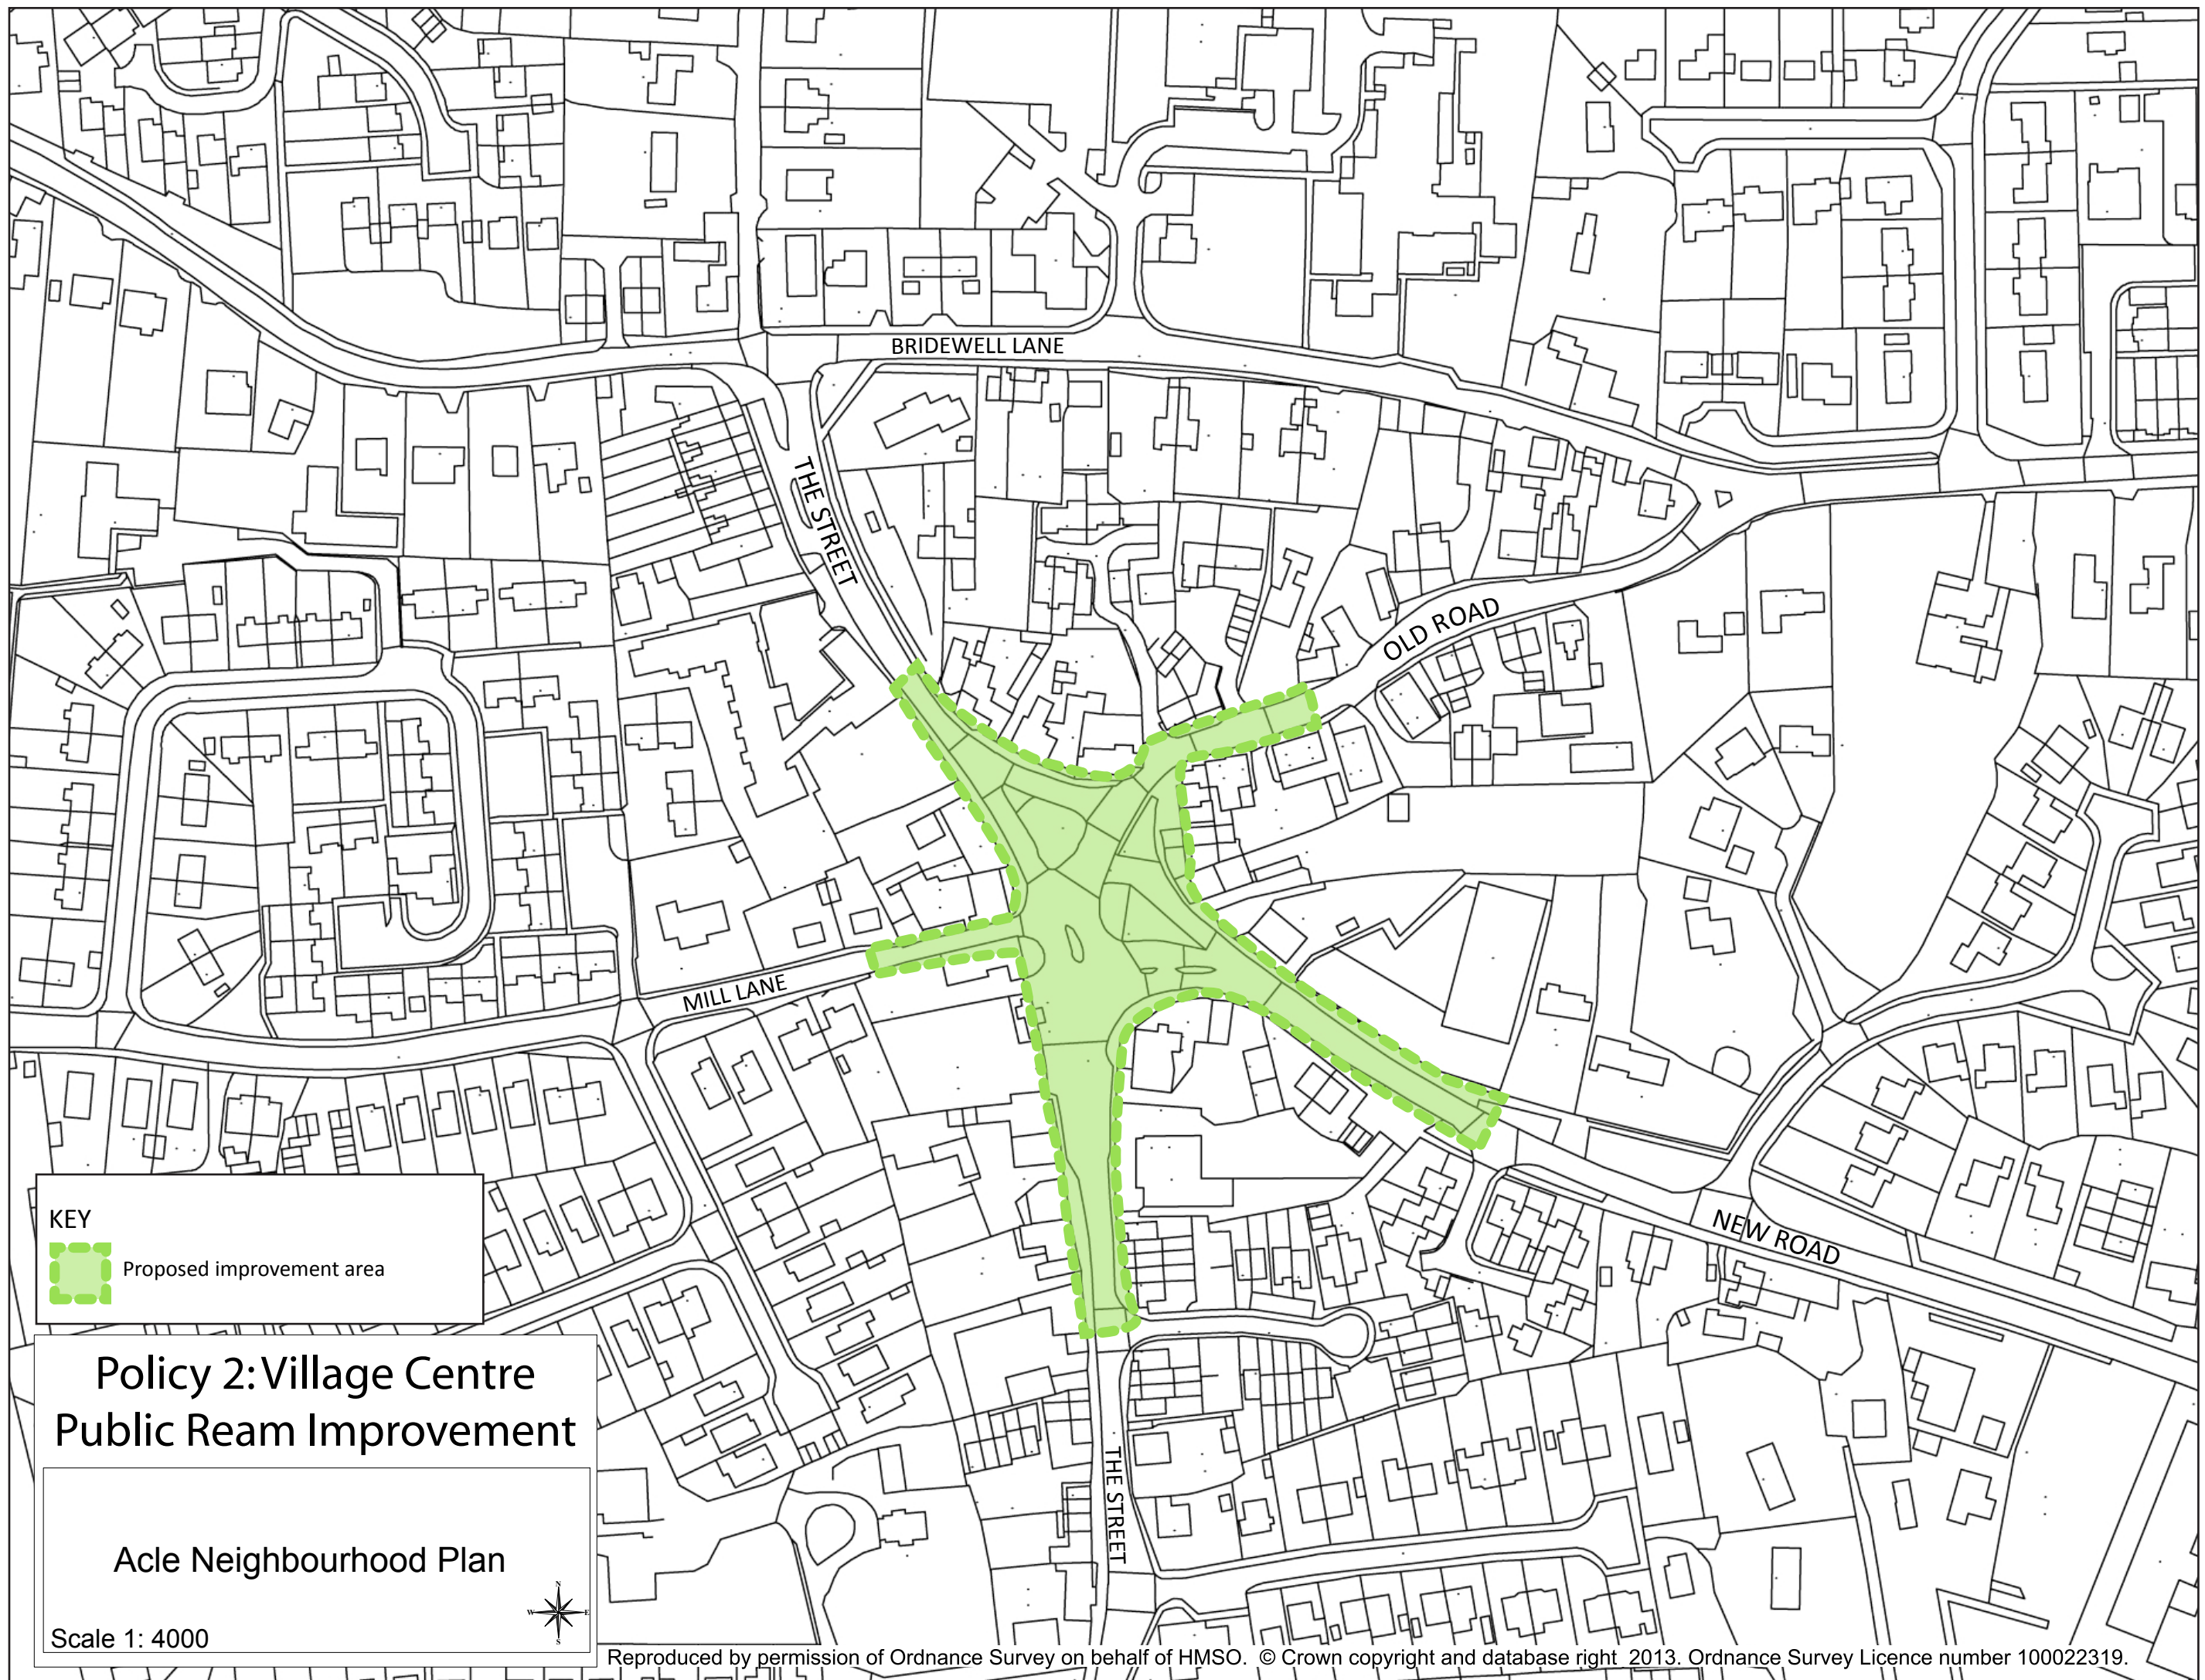 BRIDEWELL LANE
THE STREET
OLD ROAD
MILL LANE
NEW ROAD
THE STREET
KEY
Proposed improvement area
Policy 2: Village Centre
Public Ream Improvement
Acle Neighbourhood Plan
N
W E
S
Scale 1: 4000
Reproduced by permission of Ordnance Survey on behalf of HMSO. © Crown copyright and database right 2013. Ordnance Survey Licence number 100022319.